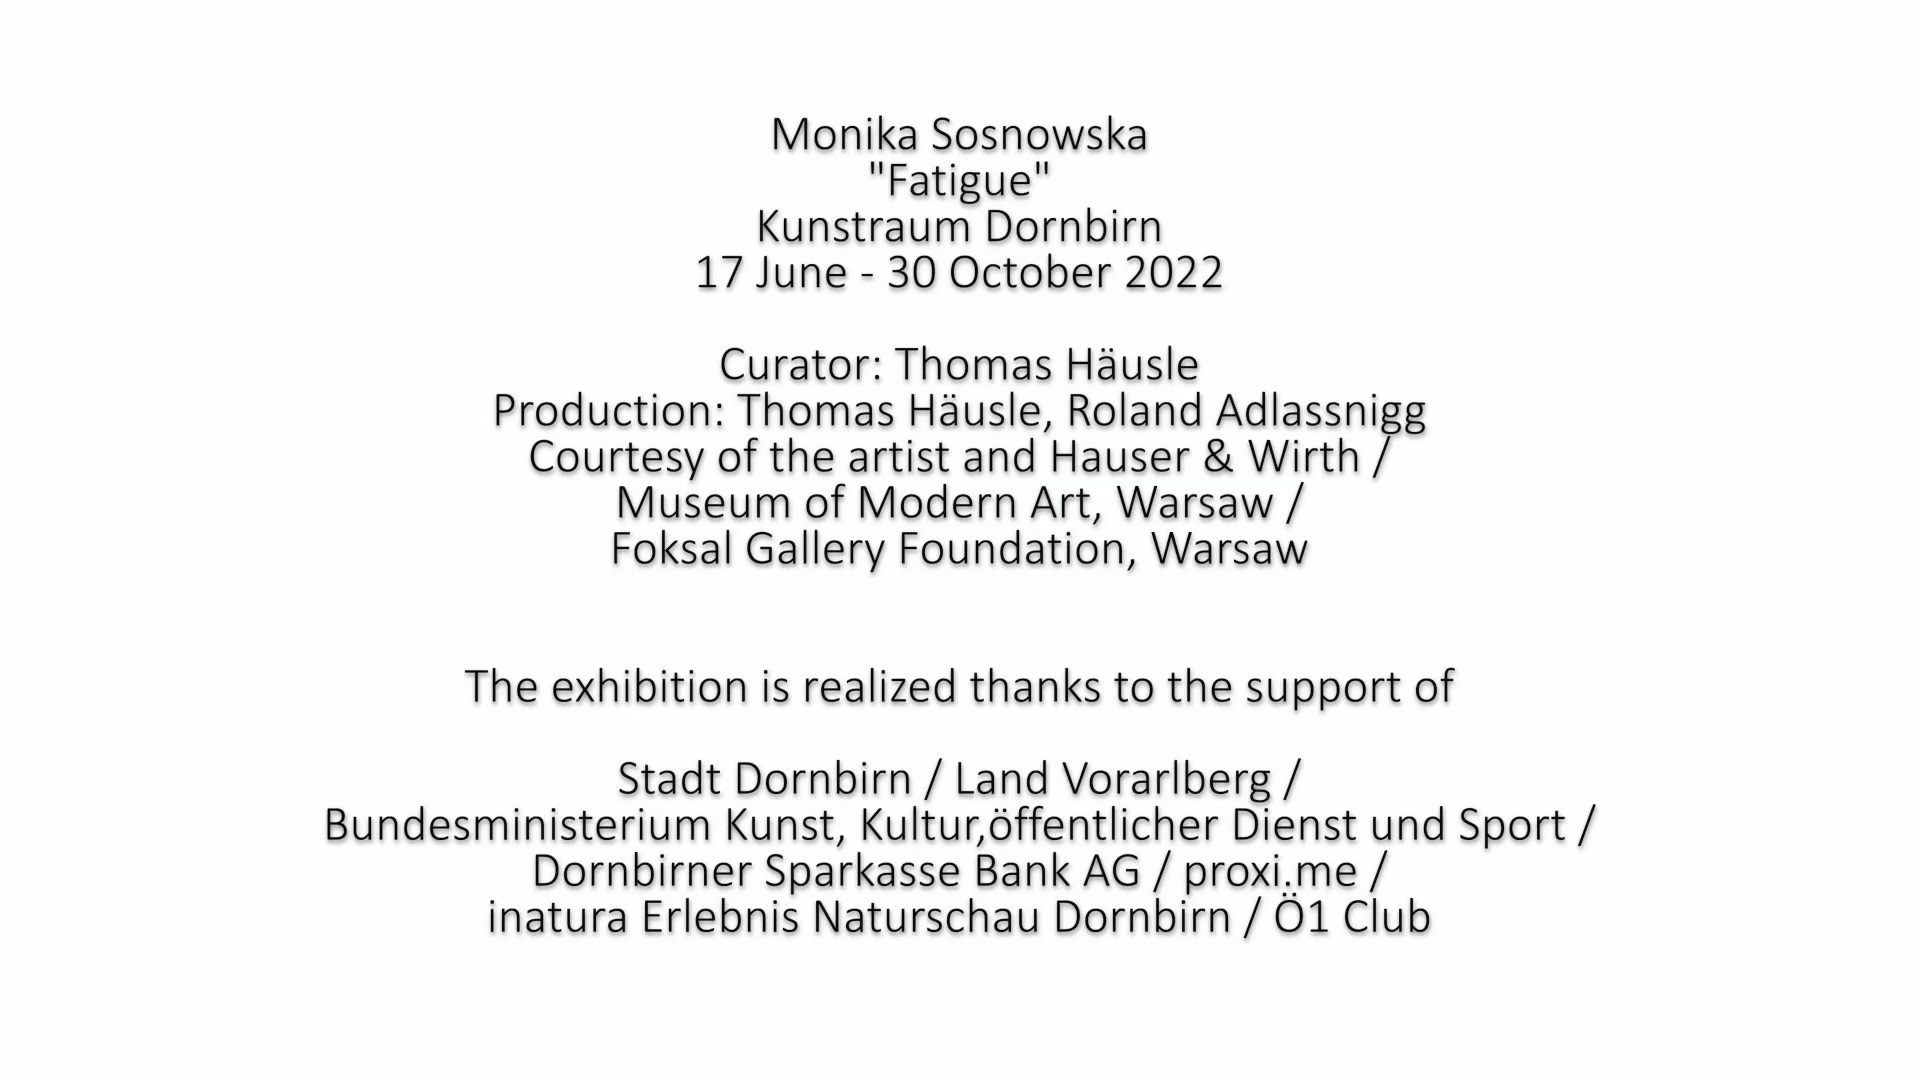 Monika Sosnowska
"Fatigue"
Kunstraum Dornbirn
17 June - 30 October 2022
Curator: Thomas Häusle
Production: Thomas Häusle, Roland Adlassnigg
Courtesy of the artist and Hauser & Wirth /
Museum of Modern Art, Warsaw /
Foksal Gallery Foundation, Warsaw
The exhibition is realized thanks to the support of
Stadt Dornbirn / Land Vorarlberg /
Bundesministerium Kunst, Kultur,öffentlicher Dienst und Sport /
Dornbirner Sparkasse Bank AG / proxi.me /
inatura Erlebnis Naturschau Dornbirn / Ö1 Club